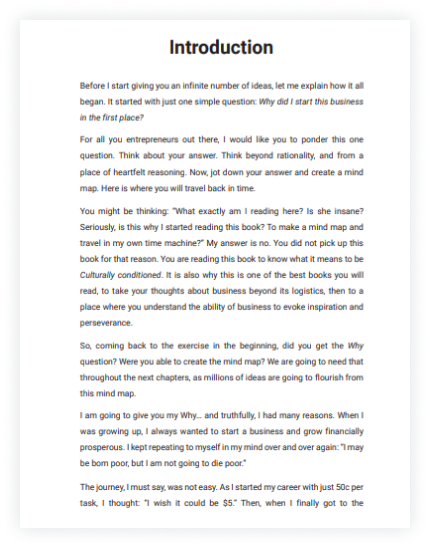 Introduction
Before I start giving you an infinite number of ideas, let me explain how it all
began. It started with just one simple question: Why did I start this business
in the first place?
For all you entrepreneurs out there, I would like you to ponder this one
question. Think about your answer. Think beyond rationality, and from a
place of heartfelt reasoning. Now, jot down your answer and create a mind
map. Here is where you will travel back in time.
You might be thinking: “What exactly am I reading here? Is she insane?
Seriously, is this why I started reading this book? To make a mind map and
travel in my own time machine?” My answer is no. You did not pick up this
book for that reason. You are reading this book to know what it means to be
Culturally conditioned. It is also why this is one of the best books you will
read, to take your thoughts about business beyond its logistics, then to a
place where you understand the ability of business to evoke inspiration and
perseverance.
So, coming back to the exercise in the beginning, did you get the Why
question? Were you able to create the mind map? We are going to need that
throughout the next chapters, as millions of ideas are going to flourish from
this mind map.
I am going to give you my Why… and truthfully, I had many reasons. When I
was growing up, I always wanted to start a business and grow financially
prosperous. I kept repeating to myself in my mind over and over again: “I may
be born poor, but I am not going to die poor.”
The journey, I must say, was not easy. As I started my career with just 50c per
task, I thought: “I wish it could be $5.” Then, when I finally got to the